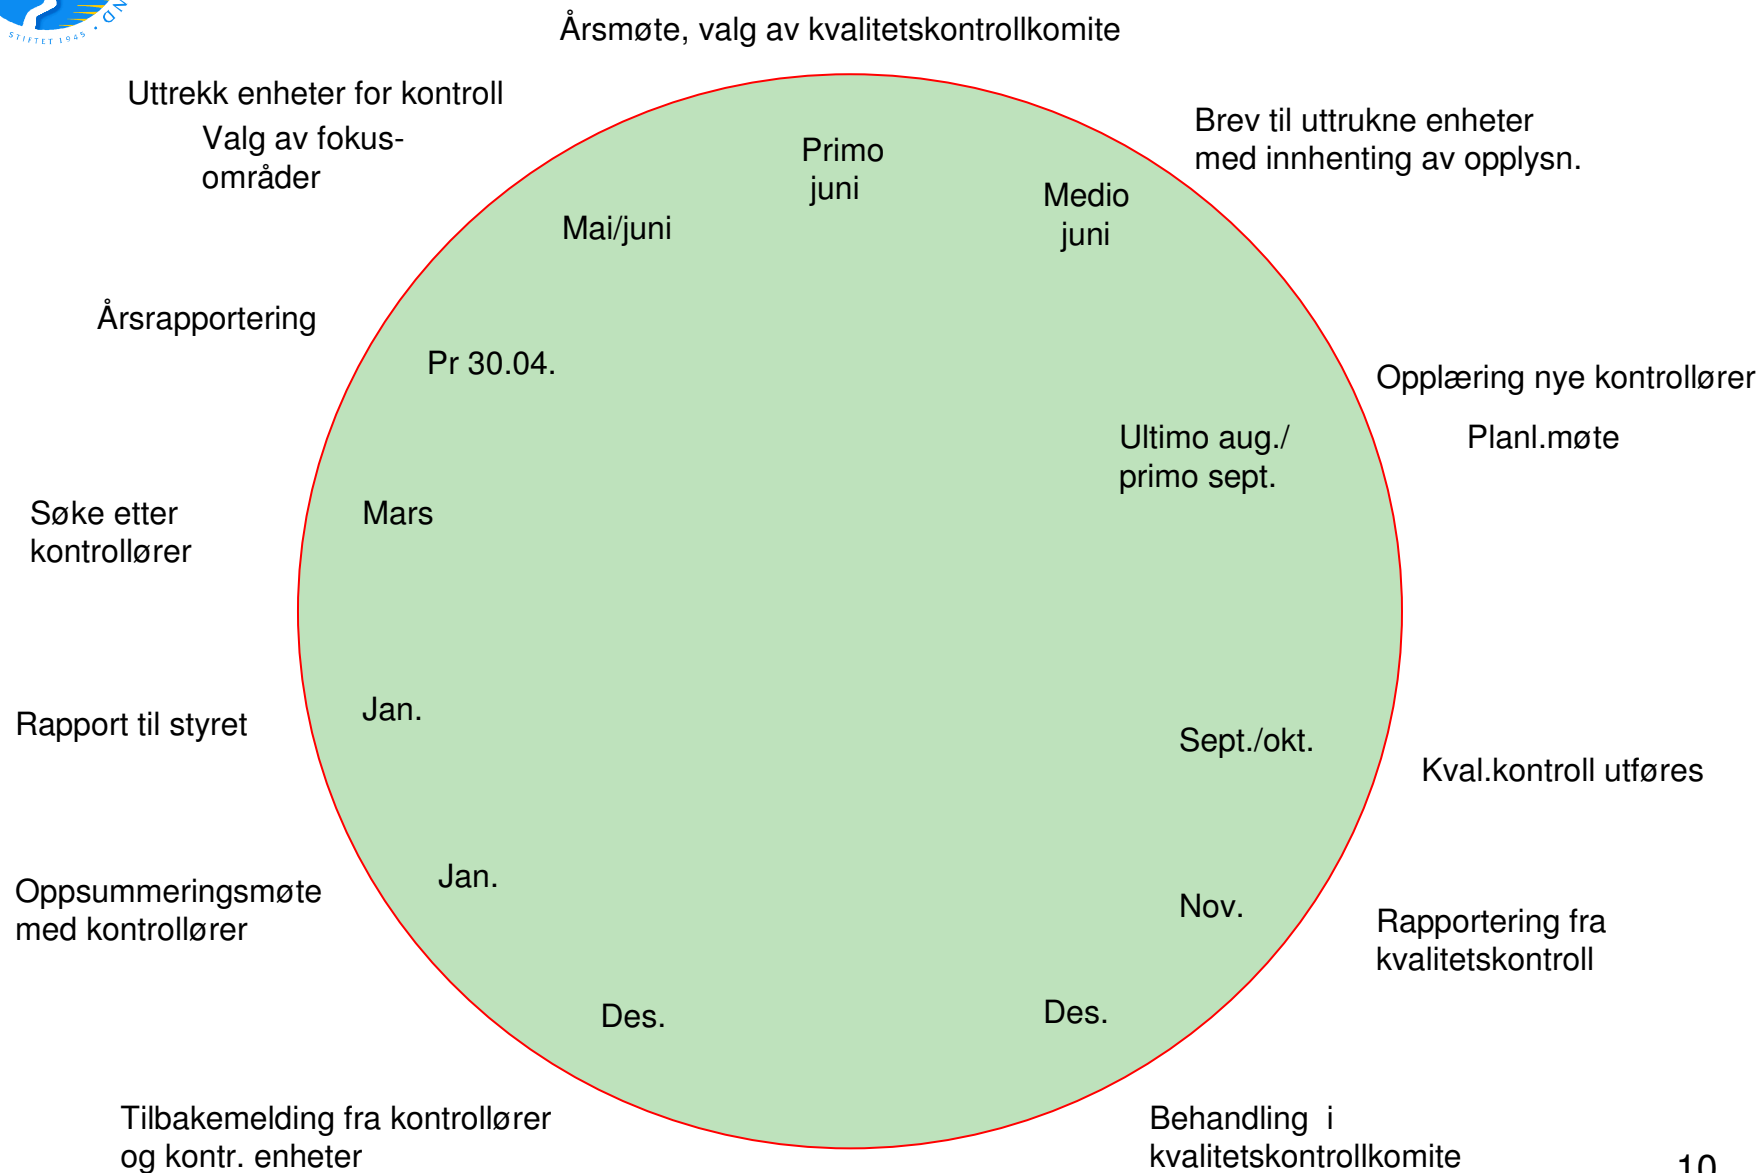 STIFTET 1945 • ND
Årsmøte, valg av kvalitetskontrollkomite
Uttrekk enheter for kontroll
Valg av fokus-
områder
Brev til uttrukne enheter
med innhenting av opplysn.
Primo
juni
Medio
juni
Mai/juni
Årsrapportering
Pr 30.04.
Opplæring nye kontrollører
Planl.møte
Ultimo aug./
primo sept.
Søke etter
kontrollører
Mars
Rapport til styret
Jan.
Sept./okt.
Kval.kontroll utføres
Oppsummeringsmøte
med kontrollører
Jan.
Nov.
Rapportering fra
kvalitetskontroll
Des.
Des.
Tilbakemelding fra kontrollører
og kontr. enheter
Behandling i
kvalitetskontrollkomite
10